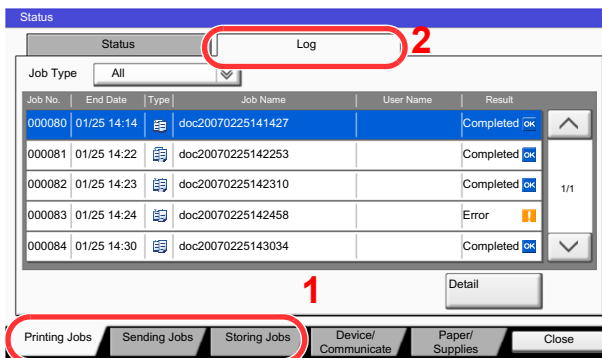 Status
Status
Log
2
Job Type
All
Job No. End Date Type Job Name User Name Result
000080 01/25 14:14 doc20070225141427 Completed OK
000081 01/25 14:22 doc20070225142253 Completed OK
000082 01/25 14:23 doc20070225142310 Completed OK
1/1
000083 01/25 14:24 doc20070225142458 Error !
000084 01/25 14:30 doc20070225143034 Completed OK
1
Detail
Printing Jobs
Sending Jobs
Storing Jobs
Device/
Communicate
Paper/
Supplies
Close